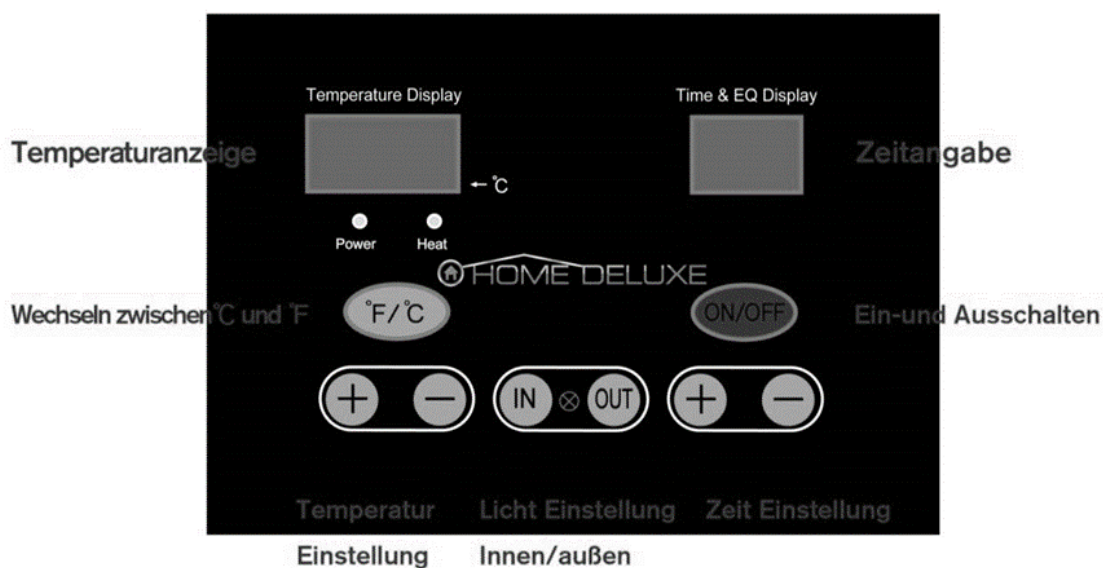 Temperature Display
Time & EQ Display
Temperaturanzeige
Zeitangabe
←°C
Power
Heat
HOME DELUXE
Wechseln zwischen °C und °F
°F/°C
ON/OFF
Ein-und Ausschalten
+ −
IN ⊗ OUT
+ −
Temperatur
Einstellung
Licht Einstellung
Innen/außen
Zeit Einstellung